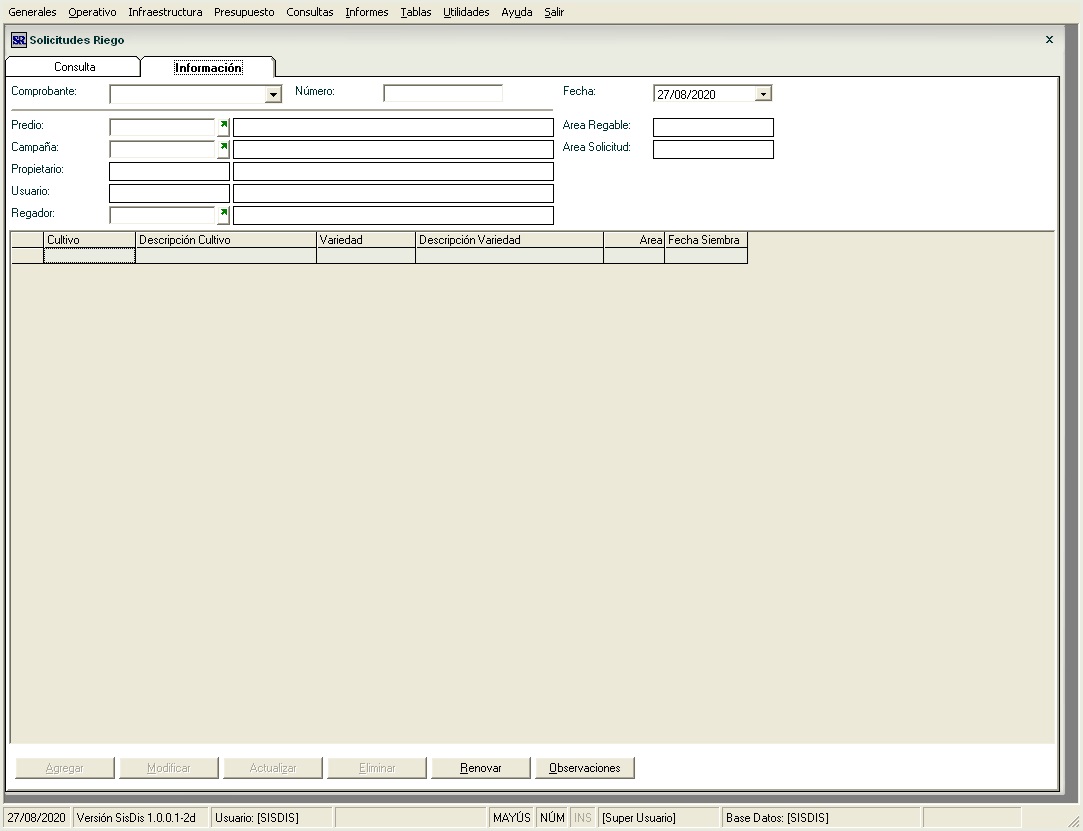 Generales Operativo Infraestructura Presupuesto Consultas Informes Tablas Utilidades Ayuda Salir
SR Solicitudes Riego x
Consulta Información
Comprobante: Número: Fecha: 27/08/2020
Predio: Area Regable:
Campaña: Area Solicitud:
Propietario:
Usuario:
Regador:
Cultivo Descripción Cultivo Variedad Descripción Variedad Area Fecha Siembra
Agregar Modificar Actualizar Eliminar Renovar Observaciones
27/08/2020 Versión SisDis 1.0.0.1-2d Usuario: [SISDIS] MAYÚS NÚM INS [Super Usuario] Base Datos: [SISDIS]